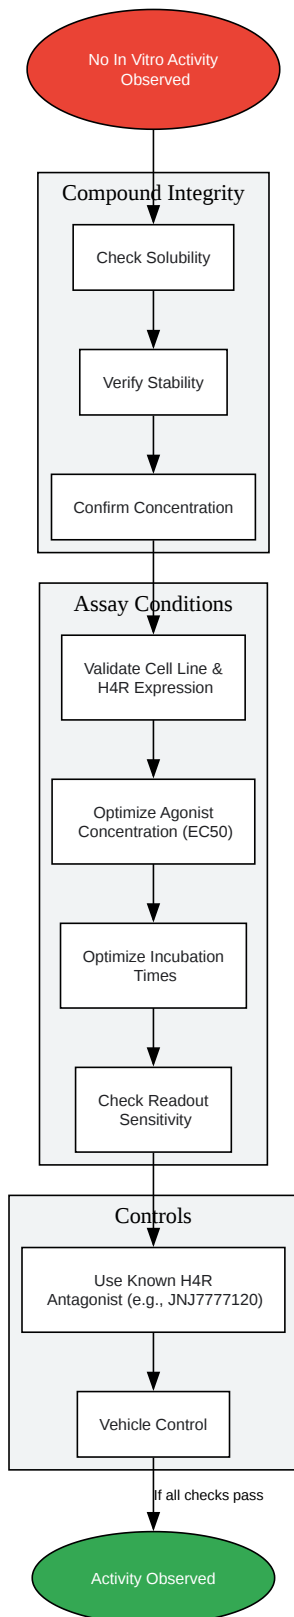 No In Vitro Activity
Observed
Compound Integrity
Check Solubility
Verify Stability
Confirm Concentration
Assay Conditions
Validate Cell Line &
H4R Expression
Optimize Agonist
Concentration (EC50)
Optimize Incubation
Times
Check Readout
Sensitivity
Controls
Use Known H4R
Antagonist (e.g., JNJ7777120)
Vehicle Control
If all checks pass
Activity Observed